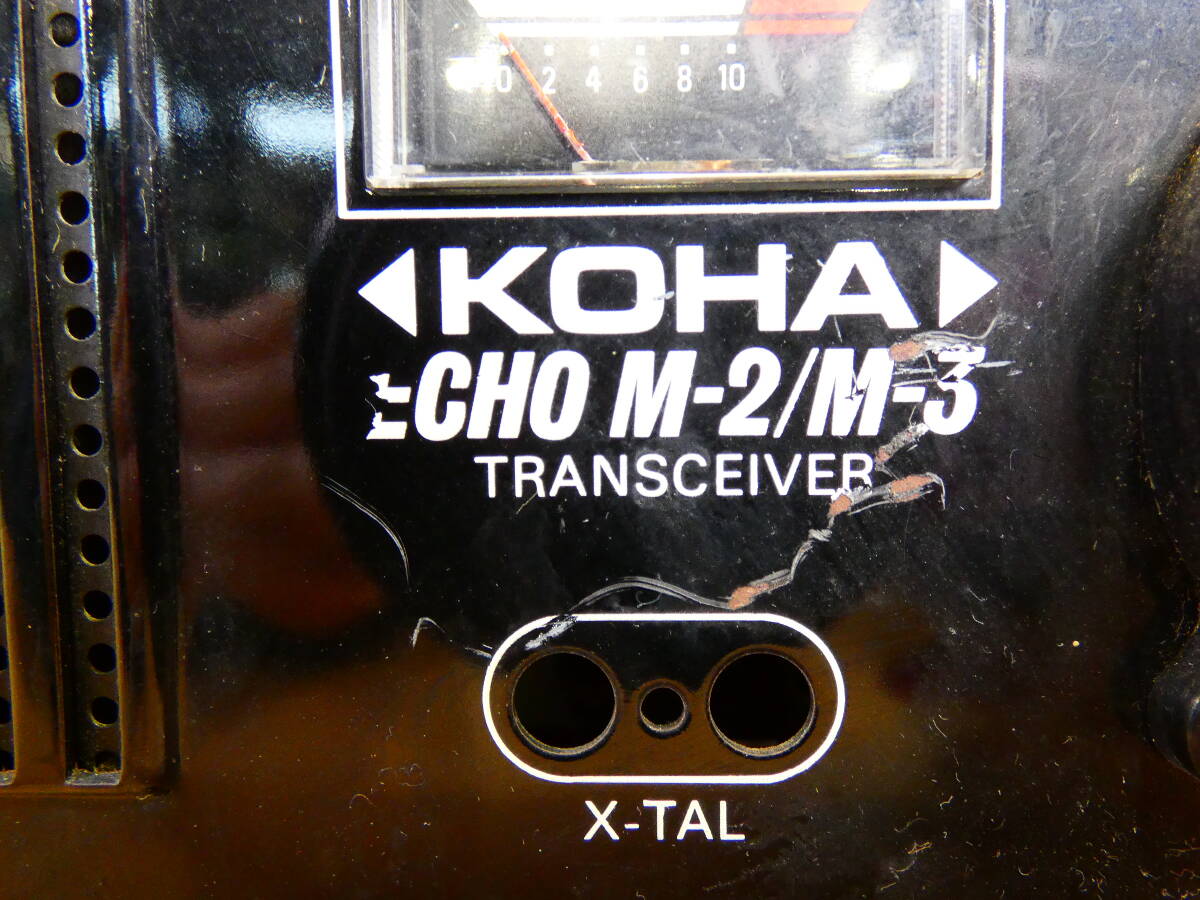 0 2 4 6 8 10
KOHA
ECHO M-2/M-3
TRANSCEIVER
X-TAL